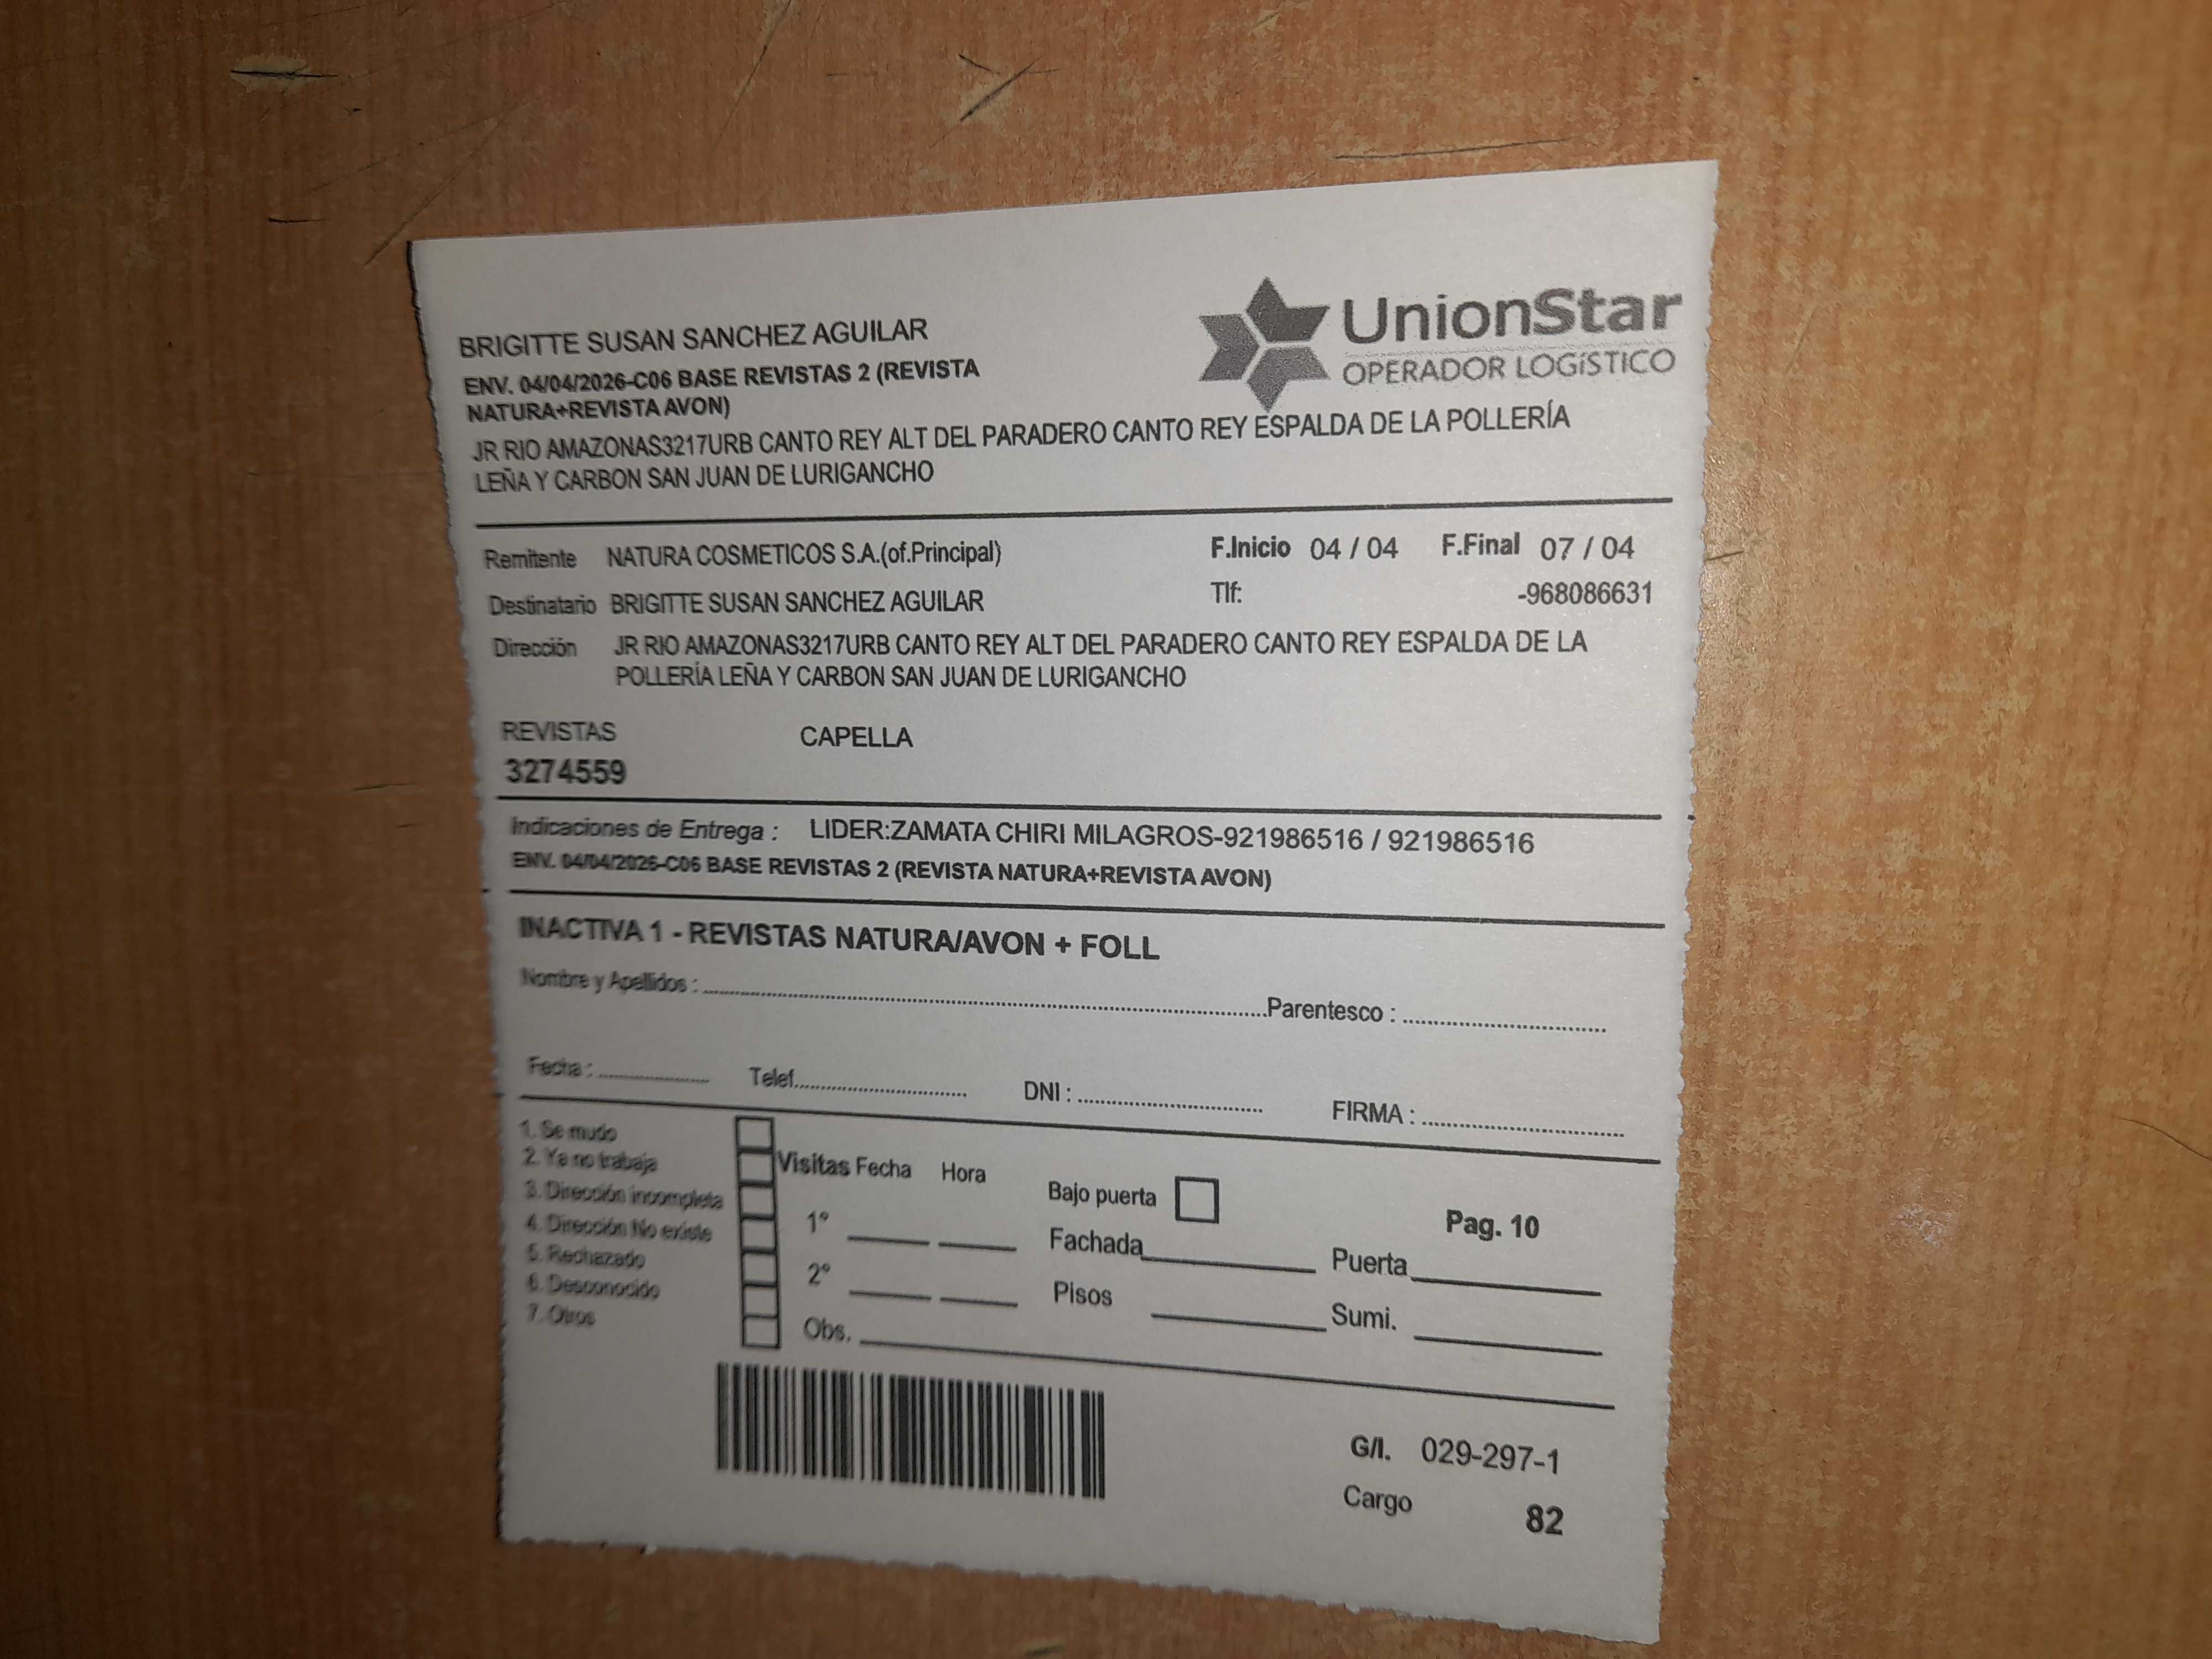 BRIGITTE SUSAN SANCHEZ AGUILAR
UnionStar
OPERADOR LOGíSTICO
ENV. 04/04/2026-C06 BASE REVISTAS 2 (REVISTA
NATURA+REVISTA AVON)
JR RIO AMAZONAS3217URB CANTO REY ALT DEL PARADERO CANTO REY ESPALDA DE LA POLLERÍA
LEÑA Y CARBON SAN JUAN DE LURIGANCHO
Remitente NATURA COSMETICOS S.A.(of.Principal) F.Inicio 04 / 04 F.Final 07 / 04
Destinatario BRIGITTE SUSAN SANCHEZ AGUILAR Tlf: -968086631
Dirección JR RIO AMAZONAS3217URB CANTO REY ALT DEL PARADERO CANTO REY ESPALDA DE LA
POLLERÍA LEÑA Y CARBON SAN JUAN DE LURIGANCHO
REVISTAS CAPELLA
3274559
Indicaciones de Entrega : LIDER:ZAMATA CHIRI MILAGROS-921986516 / 921986516
ENV. 04/04/2026-C06 BASE REVISTAS 2 (REVISTA NATURA+REVISTA AVON)
INACTIVA 1 - REVISTAS NATURA/AVON + FOLL
Nombre y Apellidos : Parentesco :
Fecha : Telef. DNI : FIRMA :
1. Se mudo
2. Ya no trabaja
3. Dirección incompleta
4. Dirección No existe
5. Rechazado
6. Desconocido
7. Otros
Visitas Fecha Hora
1°
2°
Obs.
Bajo puerta
Fachada
Pisos
Pag. 10
Puerta
Sumi.
G/I. 029-297-1
Cargo 82